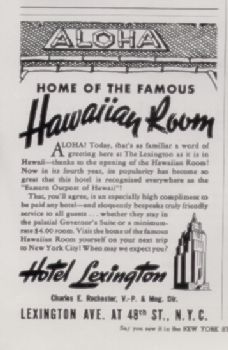 ALOHA
HOME OF THE FAMOUS
Hawaiian Room
ALOHA! Today, that's as familiar a word of
greeting here at The Lexington as it is in
Hawaii—thanks to the opening of the Hawaiian Room!
Now in its fourth year, its popularity has become so
great that this hotel is recognized everywhere as the
"Eastern Outpost of Hawaii"!
That, you'll agree, is an especially high compliment to
be paid any hotel—and eloquently bespeaks truly friendly
service to all guests . . . whether they stay in
the palatial Governor's Suite or a minimum-
rate $4.00 room. Visit the home of the famous
Hawaiian Room yourself on your next trip
to New York City! When may we expect you?
Hotel Lexington
Charles E. Rochester, V.-P. & Mng. Dir.
LEXINGTON AVE. AT 48th ST., N.Y.C.
Say you saw it in the NEW YORK